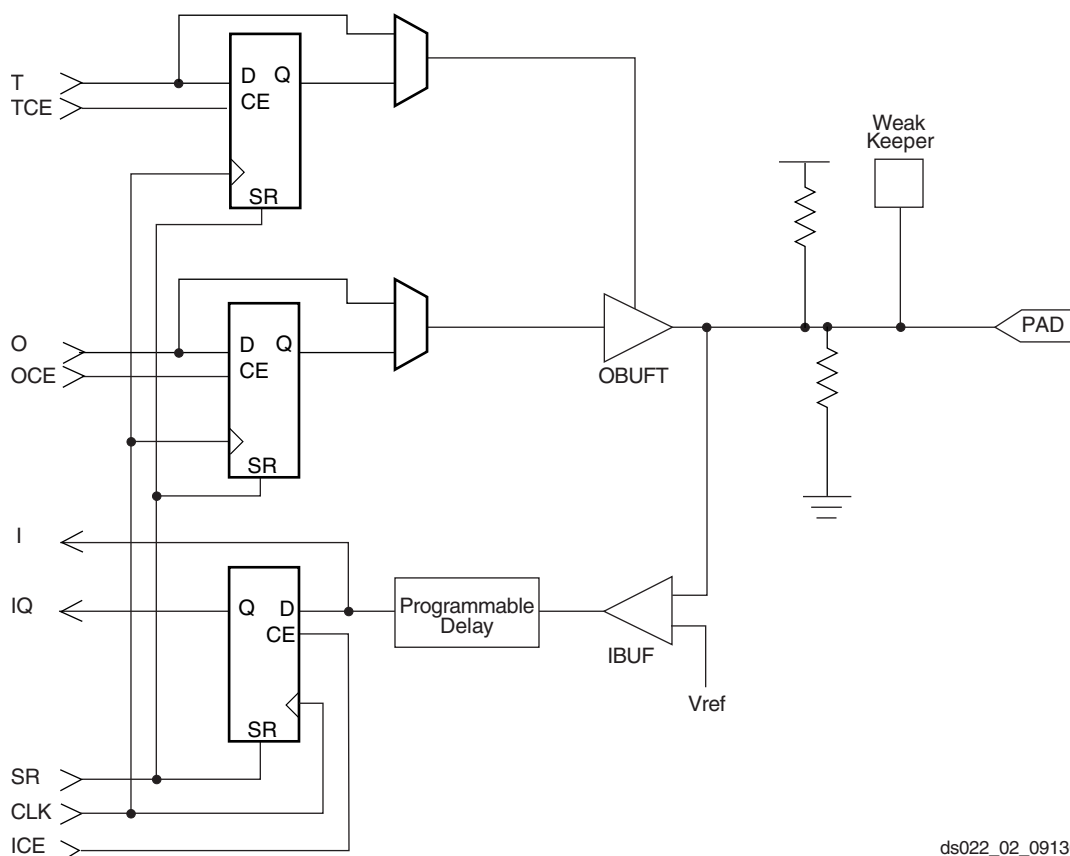 T
TCE
D Q
CE
SR
Weak
Keeper
O
OCE
D Q
CE
SR
OBUFT
PAD
I
IQ
Q D
CE
SR
Programmable
Delay
IBUF
Vref
SR
CLK
ICE
ds022_02_0913